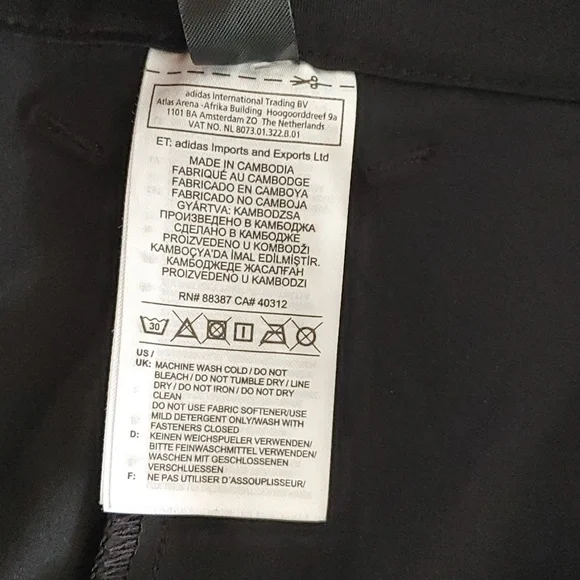 adidas International Trading BV
Atlas Arena -Afrika Building Hoogoorddreef 9a
1101 BA Amsterdam ZO The Netherlands
VAT NO. NL 8073.01.322.B.01
ET: adidas Imports and Exports Ltd
MADE IN CAMBODIA
FABRIQUÉ AU CAMBODGE
FABRICADO EN CAMBOYA
FABRICADO NO CAMBOJA
GYÁRTVA: KAMBODZSA
ПРОИЗВЕДЕНО В КАМБОДЖА
СДЕЛАНО В КАМБОДЖЕ
PROIZVEDENO U KOMBODŽI
KAMBOÇYA'DA İMAL EDİLMİŞTİR.
КАМБОДЖЕДЕ ЖАСАЛҒАН
PROIZVEDENO U KAMBODZI
RN# 88387 CA# 40312
30
US /
UK: MACHINE WASH COLD / DO NOT
BLEACH / DO NOT TUMBLE DRY / LINE
DRY / DO NOT IRON / DO NOT DRY
CLEAN
DO NOT USE FABRIC SOFTENER/USE
MILD DETERGENT ONLY/WASH WITH
FASTENERS CLOSED
D: KEINEN WEICHSPUELER VERWENDEN/
BITTE FEINWASCHMITTEL VERWENDEN/
WASCHEN MIT GESCHLOSSENEN
VERSCHLUESSEN
F: NE PAS UTILISER D'ASSOUPLISSEUR/